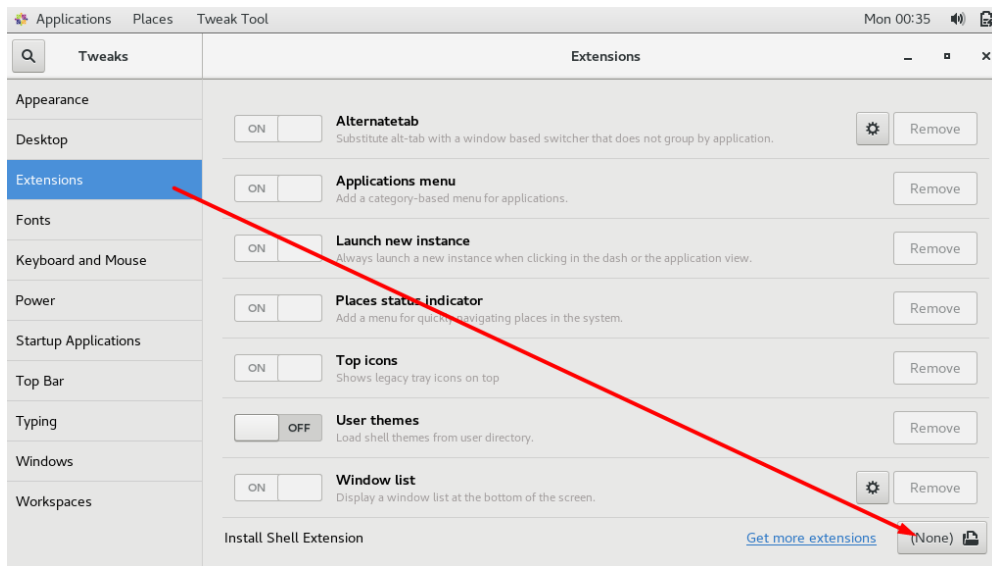 Applications Places Tweak Tool Mon 00:35
Tweaks Extensions
Appearance
Desktop
Extensions
Fonts
Keyboard and Mouse
Power
Startup Applications
Top Bar
Typing
Windows
Workspaces
ON Alternatetab Remove
Substitute alt-tab with a window based switcher that does not group by application.
ON Applications menu Remove
Add a category-based menu for applications.
ON Launch new instance Remove
Always launch a new instance when clicking in the dash or the application view.
ON Places status indicator Remove
Add a menu for quickly navigating places in the system.
ON Top icons Remove
Shows legacy tray icons on top
OFF User themes Remove
Load shell themes from user directory.
ON Window list Remove
Display a window list at the bottom of the screen.
Install Shell Extension Get more extensions (None)